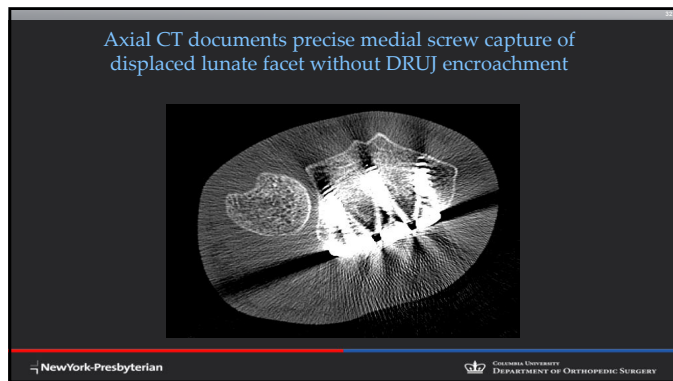 Axial CT documents precise medial screw capture of
displaced lunate facet without DRUJ encroachment
NewYork-Presbyterian
COLUMBIA UNIVERSITY
DEPARTMENT OF ORTHOPEDIC SURGERY